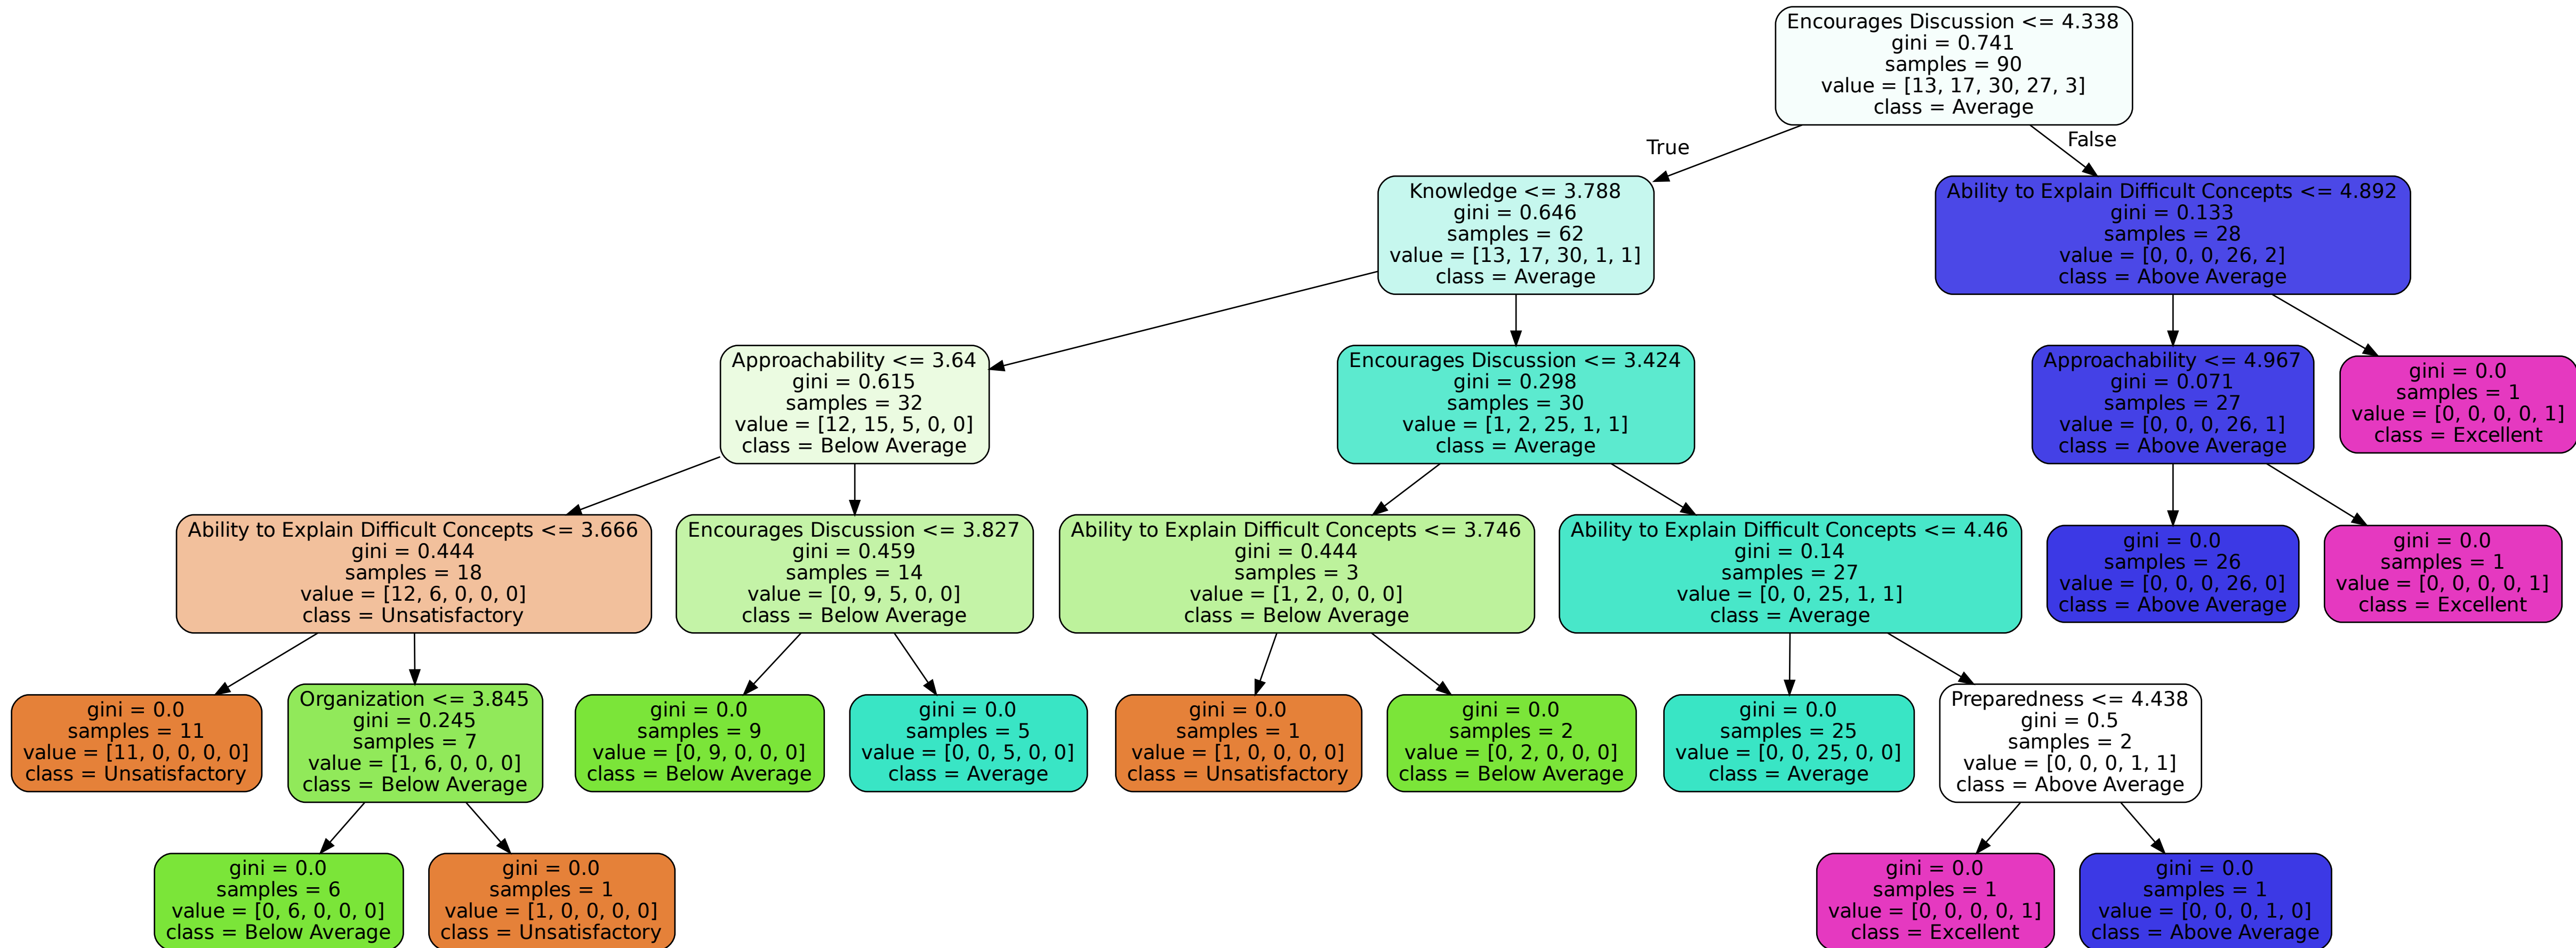 Encourages Discussion <= 4.338
gini = 0.741
samples = 90
value = [13, 17, 30, 27, 3]
class = Average
True
False
Knowledge <= 3.788
gini = 0.646
samples = 62
value = [13, 17, 30, 1, 1]
class = Average
Ability to Explain Difficult Concepts <= 4.892
gini = 0.133
samples = 28
value = [0, 0, 0, 26, 2]
class = Above Average
Approachability <= 3.64
gini = 0.615
samples = 32
value = [12, 15, 5, 0, 0]
class = Below Average
Encourages Discussion <= 3.424
gini = 0.298
samples = 30
value = [1, 2, 25, 1, 1]
class = Average
Approachability <= 4.967
gini = 0.071
samples = 27
value = [0, 0, 0, 26, 1]
class = Above Average
gini = 0.0
samples = 1
value = [0, 0, 0, 0, 1]
class = Excellent
Ability to Explain Difficult Concepts <= 3.666
gini = 0.444
samples = 18
value = [12, 6, 0, 0, 0]
class = Unsatisfactory
Encourages Discussion <= 3.827
gini = 0.459
samples = 14
value = [0, 9, 5, 0, 0]
class = Below Average
Ability to Explain Difficult Concepts <= 3.746
gini = 0.444
samples = 3
value = [1, 2, 0, 0, 0]
class = Below Average
Ability to Explain Difficult Concepts <= 4.46
gini = 0.14
samples = 27
value = [0, 0, 25, 1, 1]
class = Average
gini = 0.0
samples = 26
value = [0, 0, 0, 26, 0]
class = Above Average
gini = 0.0
samples = 1
value = [0, 0, 0, 0, 1]
class = Excellent
gini = 0.0
samples = 11
value = [11, 0, 0, 0, 0]
class = Unsatisfactory
Organization <= 3.845
gini = 0.245
samples = 7
value = [1, 6, 0, 0, 0]
class = Below Average
gini = 0.0
samples = 9
value = [0, 9, 0, 0, 0]
class = Below Average
gini = 0.0
samples = 5
value = [0, 0, 5, 0, 0]
class = Average
gini = 0.0
samples = 1
value = [1, 0, 0, 0, 0]
class = Unsatisfactory
gini = 0.0
samples = 2
value = [0, 2, 0, 0, 0]
class = Below Average
gini = 0.0
samples = 25
value = [0, 0, 25, 0, 0]
class = Average
Preparedness <= 4.438
gini = 0.5
samples = 2
value = [0, 0, 0, 1, 1]
class = Above Average
gini = 0.0
samples = 6
value = [0, 6, 0, 0, 0]
class = Below Average
gini = 0.0
samples = 1
value = [1, 0, 0, 0, 0]
class = Unsatisfactory
gini = 0.0
samples = 1
value = [0, 0, 0, 0, 1]
class = Excellent
gini = 0.0
samples = 1
value = [0, 0, 0, 1, 0]
class = Above Average